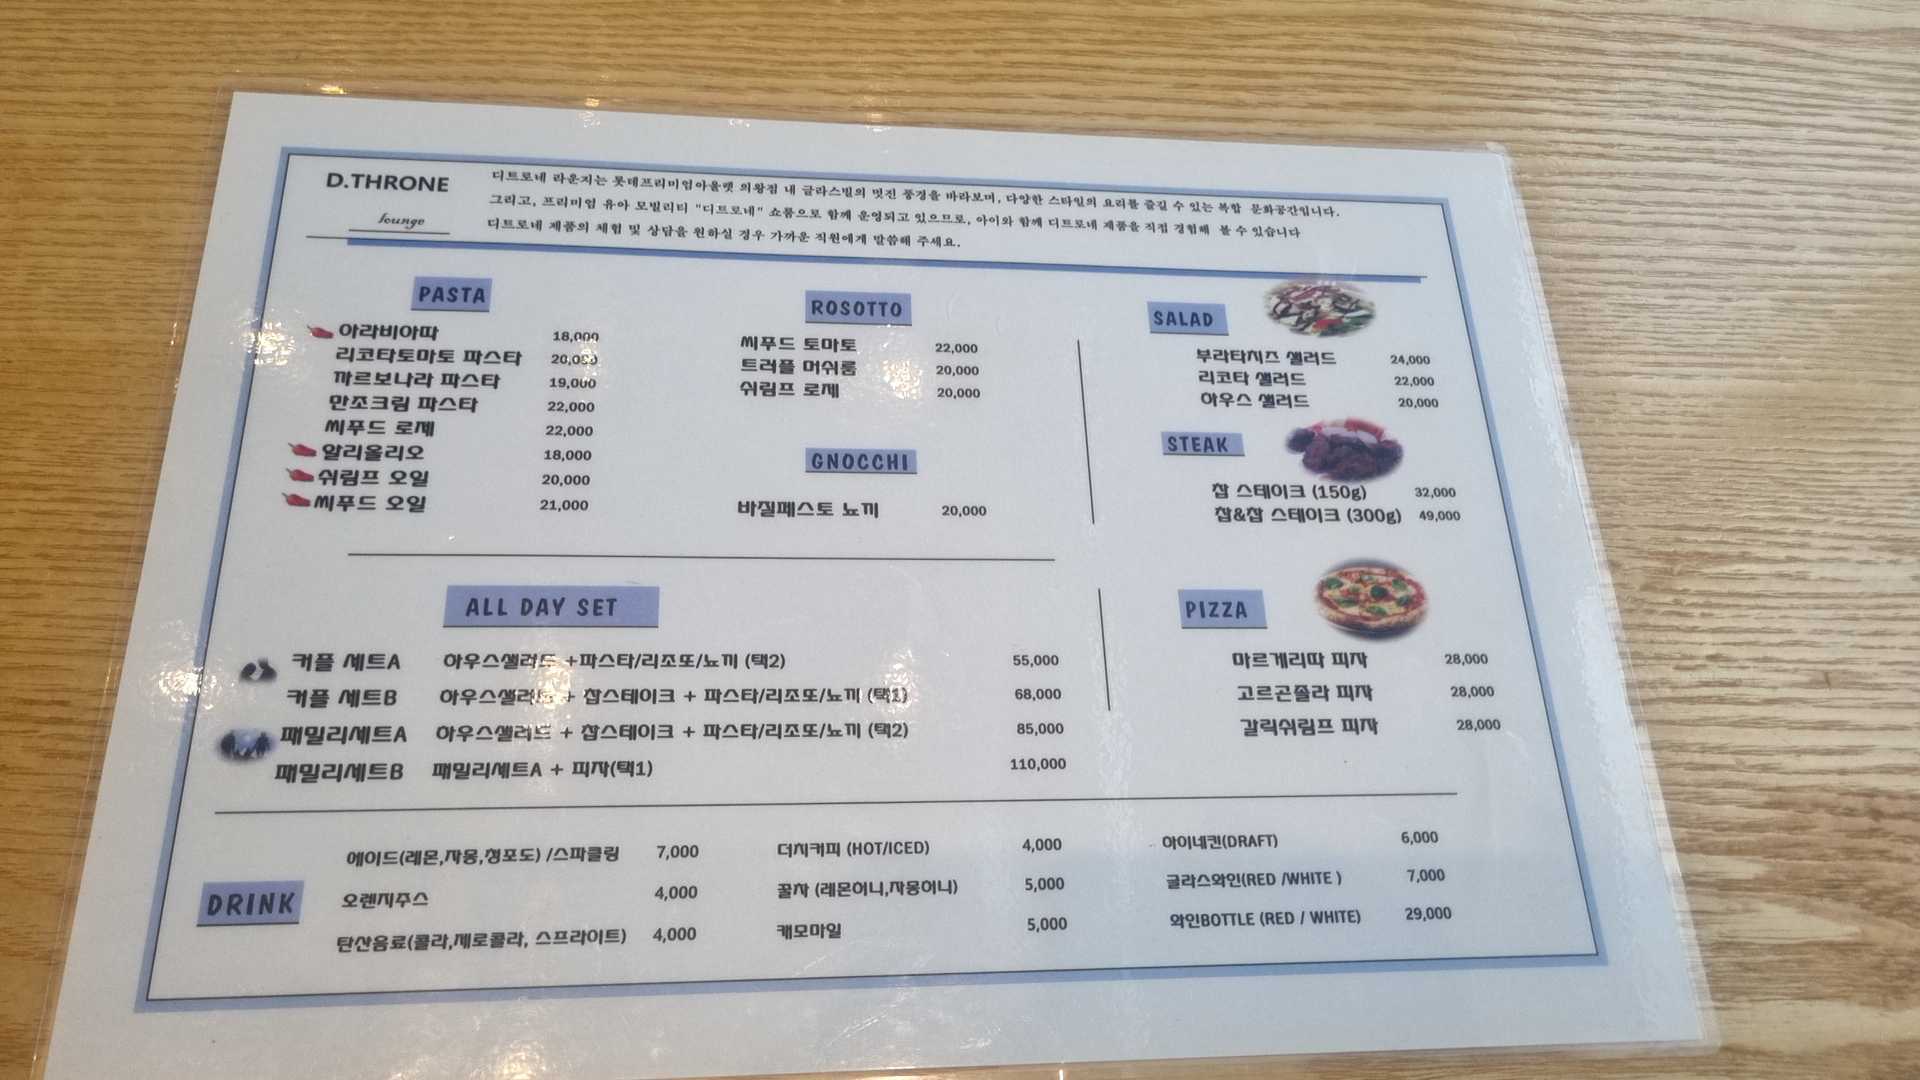 D.THRONE
lounge
디트로네 라운지는 롯데프리미엄아울렛 의왕점 내 글라스빌의 멋진 풍경을 바라보며, 다양한 스타일의 요리를 즐길 수 있는 복합 문화공간입니다.
그리고, 프리미엄 유아 모빌리티 "디트로네" 쇼룸으로 함께 운영되고 있으므로, 아이와 함께 디트로네 제품을 직접 경험해 볼 수 있습니다
디트로네 제품의 체험 및 상담을 원하실 경우 가까운 직원에게 말씀해 주세요.
PASTA
아라비아따 18,000
리코타토마토 파스타 20,000
까르보나라 파스타 19,000
만조크림 파스타 22,000
씨푸드 로제 22,000
알리올리오 18,000
쉬림프 오일 20,000
씨푸드 오일 21,000
ROSOTTO
씨푸드 토마토 22,000
트러플 머쉬룸 20,000
쉬림프 로제 20,000
GNOCCHI
바질페스토 뇨끼 20,000
SALAD
부라타치즈 샐러드 24,000
리코타 샐러드 22,000
하우스 샐러드 20,000
STEAK
찹 스테이크 (150g) 32,000
찹&찹 스테이크 (300g) 49,000
ALL DAY SET
커플 세트A 하우스샐러드 +파스타/리조또/뇨끼 (택2) 55,000
커플 세트B 하우스샐러드 + 찹스테이크 + 파스타/리조또/뇨끼 (택1) 68,000
패밀리세트A 하우스샐러드 + 찹스테이크 + 파스타/리조또/뇨끼 (택2) 85,000
패밀리세트B 패밀리세트A + 피자(택1) 110,000
PIZZA
마르게리따 피자 28,000
고르곤졸라 피자 28,000
갈릭쉬림프 피자 28,000
DRINK
에이드(레몬,자몽,청포도) /스파클링 7,000
오렌지주스 4,000
탄산음료(콜라,제로콜라, 스프라이트) 4,000
더치커피 (HOT/ICED) 4,000
꿀차 (레몬허니,자몽허니) 5,000
캐모마일 5,000
아이네켄(DRAFT) 6,000
글라스와인(RED /WHITE ) 7,000
와인BOTTLE (RED / WHITE) 29,000